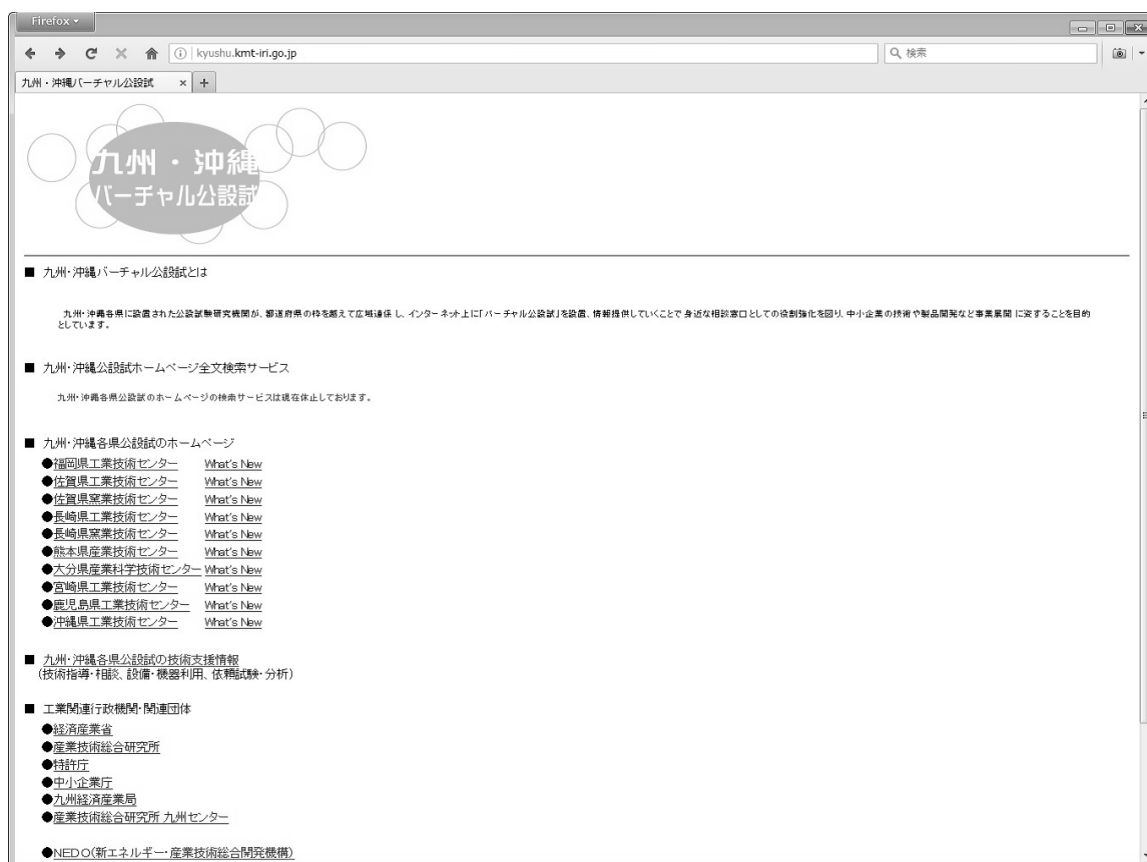 Firefox
kyushu.kmt-iri.go.jp
検索
九州・沖縄バーチャル公設試 × +
九州・沖縄
バーチャル公設試
■ 九州・沖縄バーチャル公設試とは
九州・沖縄各県に設置された公設試験研究機関が、都道府県の枠を越えて広域連係し、インターネット上に「バーチャル公設試」を設置、情報提供していくことで身近な相談窓口としての役割強化を図り、中小企業の技術や製品開発など事業展開に資することを目的
としています。
■ 九州・沖縄公設試ホームページ全文検索サービス
九州・沖縄各県公設試のホームページの検索サービスは現在休止しております。
■ 九州・沖縄各県公設試のホームページ
●福岡県工業技術センター What's New
●佐賀県工業技術センター What's New
●佐賀県窯業技術センター What's New
●長崎県工業技術センター What's New
●長崎県窯業技術センター What's New
●熊本県産業技術センター What's New
●大分県産業科学技術センター What's New
●宮崎県工業技術センター What's New
●鹿児島県工業技術センター What's New
●沖縄県工業技術センター What's New
■ 九州・沖縄各県公設試の技術支援情報
(技術指導・相談、設備・機器利用、依頼試験・分析)
■ 工業関連行政機関・関連団体
●経済産業省
●産業技術総合研究所
●特許庁
●中小企業庁
●九州経済産業局
●産業技術総合研究所 九州センター
●NEDO(新エネルギー・産業技術総合開発機構)